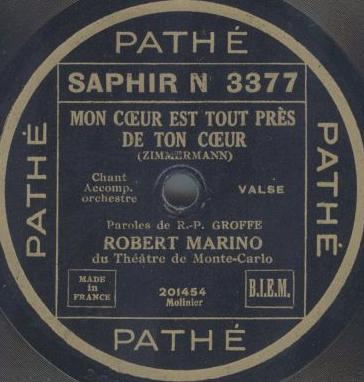 PATHÉ
SAPHIR N 3377
MON CŒUR EST TOUT PRÈS
DE TON CŒUR
(ZIMMERMANN)
Chant
Accomp.
orchestre
VALSE
PATHÉ
PATHÉ
Paroles de R.-P. GROFFE
ROBERT MARINO
du Théâtre de Monte-Carlo
MADE
in
FRANCE
201454
Molinier
B.I.E.M.
PATHÉ